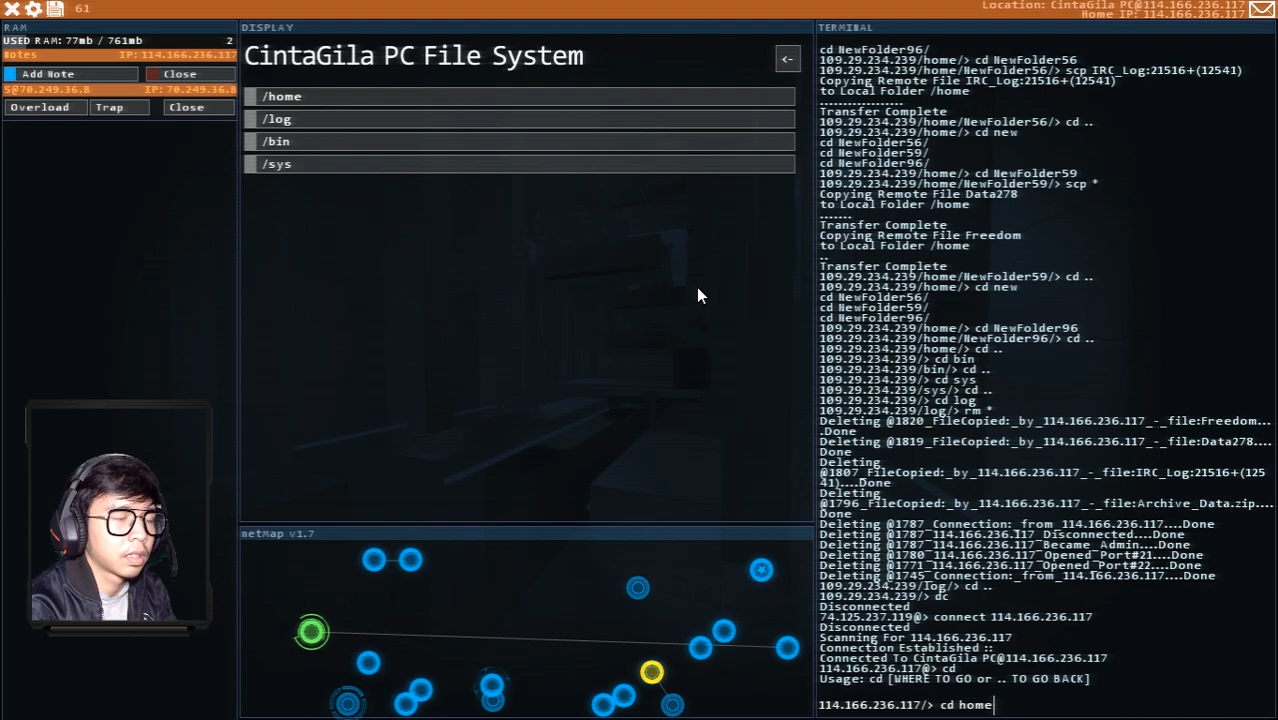 61
Location: CintaGila PC@114.166.236.117
Home IP: 114.166.236.117
RAM
USED RAM: 77mb / 761mb 2
Notes IP: 114.166.236.117
Add Note Close
S@70.249.36.8 IP: 70.249.36.8
Overload Trap Close
DISPLAY
CintaGila PC File System
<-
/home
/log
/bin
/sys
netMap v1.7
TERMINAL
cd NewFolder96/
109.29.234.239/home/> cd NewFolder56
109.29.234.239/home/NewFolder56/> scp IRC_Log:21516+(12541)
Copying Remote File IRC_Log:21516+(12541)
to Local Folder /home
..................
Transfer Complete
109.29.234.239/home/NewFolder56/> cd ..
109.29.234.239/home/> cd new
cd NewFolder56/
cd NewFolder59/
cd NewFolder96/
109.29.234.239/home/> cd NewFolder59
109.29.234.239/home/NewFolder59/> scp *
Copying Remote File Data278
to Local Folder /home
.......
Transfer Complete
Copying Remote File Freedom
to Local Folder /home
..
Transfer Complete
109.29.234.239/home/NewFolder59/> cd ..
109.29.234.239/home/> cd new
cd NewFolder56/
cd NewFolder59/
cd NewFolder96/
109.29.234.239/home/> cd NewFolder96
109.29.234.239/home/NewFolder96/> cd ..
109.29.234.239/home/> cd ..
109.29.234.239/> cd bin
109.29.234.239/bin/> cd ..
109.29.234.239/> cd sys
109.29.234.239/sys/> cd ..
109.29.234.239/> cd log
109.29.234.239/log/> rm *
Deleting @1820_FileCopied:_by_114.166.236.117_-_file:Freedom...
.Done
Deleting @1819_FileCopied:_by_114.166.236.117_-_file:Data278....
Done
Deleting
@1807_FileCopied:_by_114.166.236.117_-_file:IRC_Log:21516+(125
41)....Done
Deleting
@1796_FileCopied:_by_114.166.236.117_-_file:Archive_Data.zip....
Done
Deleting @1787_Connection:_from_114.166.236.117....Done
Deleting @1787_114.166.236.117_Disconnected....Done
Deleting @1787_114.166.236.117_Became_Admin....Done
Deleting @1780_114.166.236.117_Opened_Port#21....Done
Deleting @1771_114.166.236.117_Opened_Port#22....Done
Deleting @1745_Connection:_from_114.166.236.117....Done
109.29.234.239/log/> cd ..
109.29.234.239/> dc
Disconnected
74.125.237.119@> connect 114.166.236.117
Disconnected
Scanning For 114.166.236.117
Connection Established ::
Connected To CintaGila PC@114.166.236.117
114.166.236.117@> cd
Usage: cd [WHERE TO GO or .. TO GO BACK]
114.166.236.117/> cd home